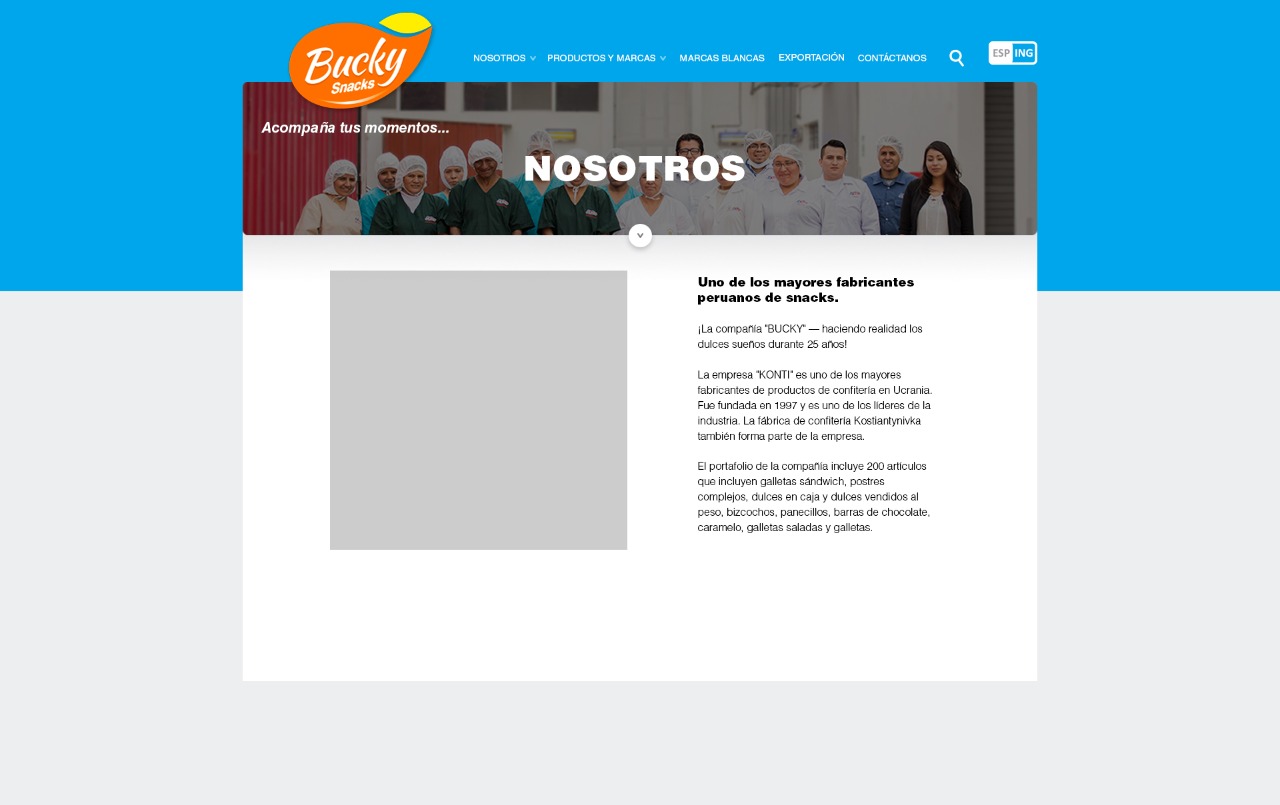 Bucky
Snacks
NOSOTROS
PRODUCTOS Y MARCAS
MARCAS BLANCAS
EXPORTACIÓN
CONTÁCTANOS
ESP ING
Acompaña tus momentos...
NOSOTROS
Uno de los mayores fabricantes
peruanos de snacks.
¡La compañía "BUCKY" — haciendo realidad los
dulces sueños durante 25 años!
La empresa "KONTI" es uno de los mayores
fabricantes de productos de confitería en Ucrania.
Fue fundada en 1997 y es uno de los líderes de la
industria. La fábrica de confitería Kostiantynivka
también forma parte de la empresa.
El portafolio de la compañía incluye 200 artículos
que incluyen galletas sándwich, postres
complejos, dulces en caja y dulces vendidos al
peso, bizcochos, panecillos, barras de chocolate,
caramelo, galletas saladas y galletas.